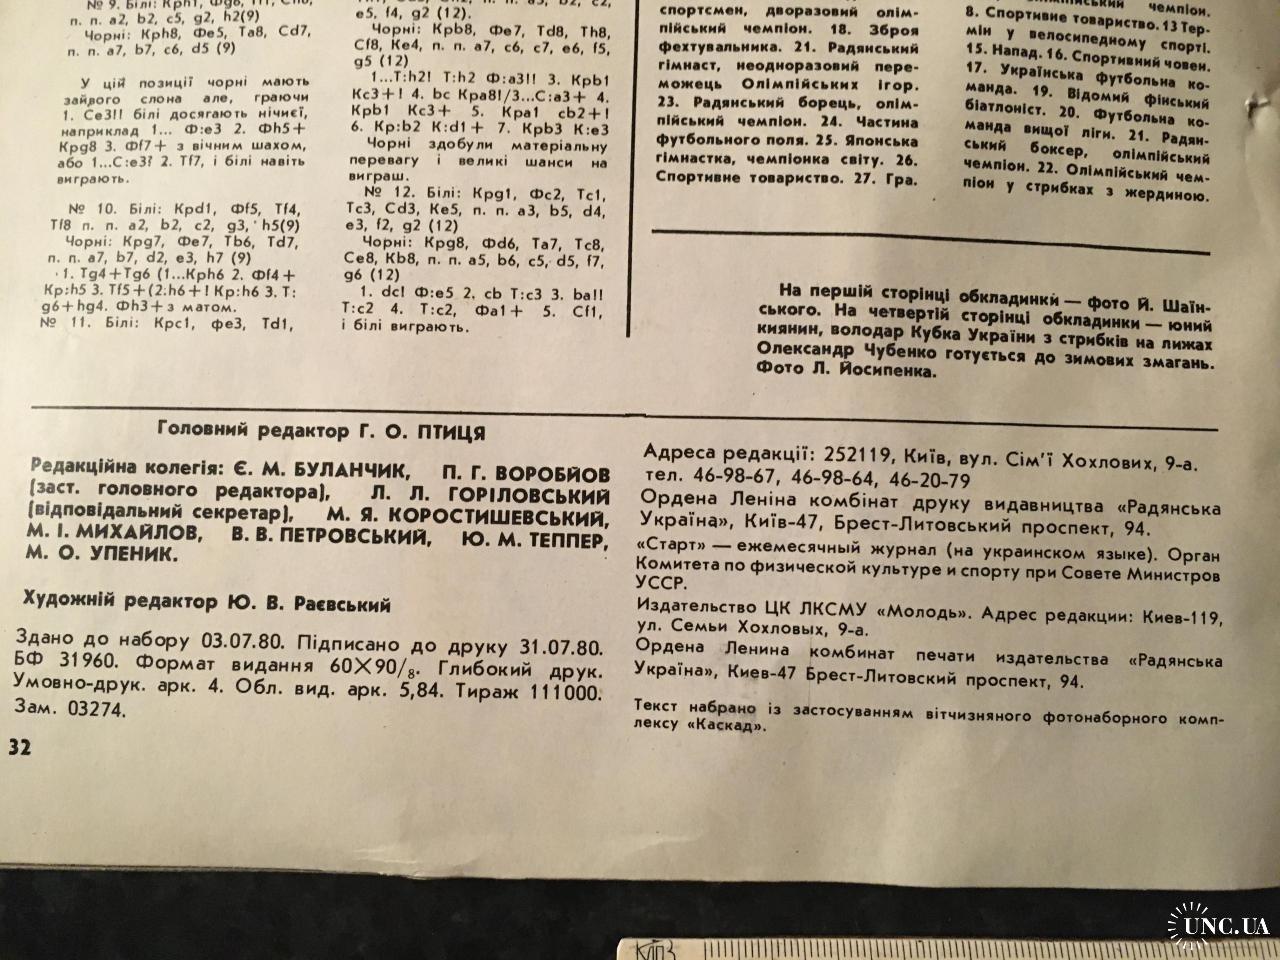 № 9. Білі: Крh1, Фg6, Tf1, 
п. п. a2, b2, c5, g2, h2(9)
Чорні: Kph8, Фе5, Ta8, Cd7,
п. п. a7, b7, c6, d5 (9)
У цій позиції чорні мають
зайвого слона але, граючи
1. Се3!! білі досягають нічиєї,
наприклад 1... Ф:e3 2. Фh5+
Kpg8 3. Фf7+ з вічним шахом,
або 1...С:е3? 2. Tf7, і білі навіть
виграють.
№ 10. Білі: Kpd1, Фf5, Tf4,
Tf8 п. п. a2, b2, c2, g3, h5(9)
Чорні: Kpg7, Фе7, Tb6, Td7,
п. п. a7, b7, d2, e3, h7 (9)
1. Tg4+Tg6 (1...Kph6 2. Фf4+
Kp:h5 3. Tf5+(2:h6+! Kp:h6 3. T:
g6+hg4. Фh3+з матом.
№ 11. Білі: Kpc1, фе3, Td1,
e5, f4, g2 (12).
Чорні: Kpb8, Фе7, Td8, Th8,
Cf8, Ke4, п. п. a7, c6, c7, e6, f5,
g5 (12)
1...T:h2! T:h2 Ф:a3!! 3. Kpb1
Kc3+! 4. bc Kpa8!/3...C:a3+ 4.
Kpb1 Kc3+ 5. Kpa1 cb2+!
6. Kp:b2 K:d1+ 7. Kpb3 K:e3
Чорні здобули матеріальну
перевагу і великі шанси на
виграш.
№ 12. Білі: Kpg1, Фс2, Tc1,
Tc3, Cd3, Ke5, п. п. a3, b5, d4,
e3, f2, g2 (12)
Чорні: Kpg8, Фd6, Ta7, Tc8,
Ce8, Kb8, п. п. a5, b6, c5, d5, f7,
g6 (12)
1. dc! Ф:e5 2. cb T:c3 3. ba!!
T:c2 4. T:c2, Фа1+ 5. Cf1,
і білі виграють.
спортсмен, дворазовий олім-
пійський чемпіон. 18. Зброя
фехтувальника. 21. Радянський
гімнаст, неодноразовий пере-
можець Олімпійських ігор.
23. Радянський борець, олім-
пійський чемпіон. 24. Частина
футбольного поля. 25. Японська
гімнастка, чемпіонка світу. 26.
Спортивне товариство. 27. Гра.
чемпіон.
8. Спортивне товариство. 13 Тер-
мін у велосипедному спорті.
15. Напад. 16. Спортивний човен.
17. Українська футбольна ко-
манда. 19. Відомий фінський
біатлоніст. 20. Футбольна ко-
манда вищої ліги. 21. Радян-
ський боксер, олімпійський
чемпіон. 22. Олімпійський чем-
піон у стрибках з жердиною.
На першій сторінці обкладинки — фото Й. Шаїн-
ського. На четвертій сторінці обкладинки — юний
киянин, володар Кубка України з стрибків на лижах
Олександр Чубенко готується до зимових змагань.
Фото Л. Йосипенка.
Головний редактор Г. О. ПТИЦЯ
Редакційна колегія: Є. М. БУЛАНЧИК, П. Г. ВОРОБЙОВ
(заст. головного редактора), Л. Л. ГОРІЛОВСЬКИЙ
(відповідальний секретар), М. Я. КОРОСТИШЕВСЬКИЙ,
М. І. МИХАЙЛОВ, В. В. ПЕТРОВСЬКИЙ, Ю. М. ТЕППЕР,
М. О. УПЕНИК.
Художній редактор Ю. В. Раєвський
Здано до набору 03.07.80. Підписано до друку 31.07.80.
БФ 31960. Формат видання 60X90/8. Глибокий друк.
Умовно-друк. арк. 4. Обл. вид. арк. 5,84. Тираж 111000.
Зам. 03274.
32
Адреса редакції: 252119, Київ, вул. Сім'ї Хохлових, 9-а.
тел. 46-98-67, 46-98-64, 46-20-79
Ордена Леніна комбінат друку видавництва «Радянська
Україна», Київ-47, Брест-Литовський проспект, 94.
«Старт» — ежемесячный журнал (на украинском языке). Орган
Комитета по физической культуре и спорту при Совете Министров
УССР.
Издательство ЦК ЛКСМУ «Молодь». Адрес редакции: Киев-119,
ул. Семьи Хохловых, 9-а.
Ордена Ленина комбинат печати издательства «Радянська
Україна», Киев-47 Брест-Литовский проспект, 94.
Текст набрано із застосуванням вітчизняного фотонаборного комп-
лексу «Каскад».
UNC.UA